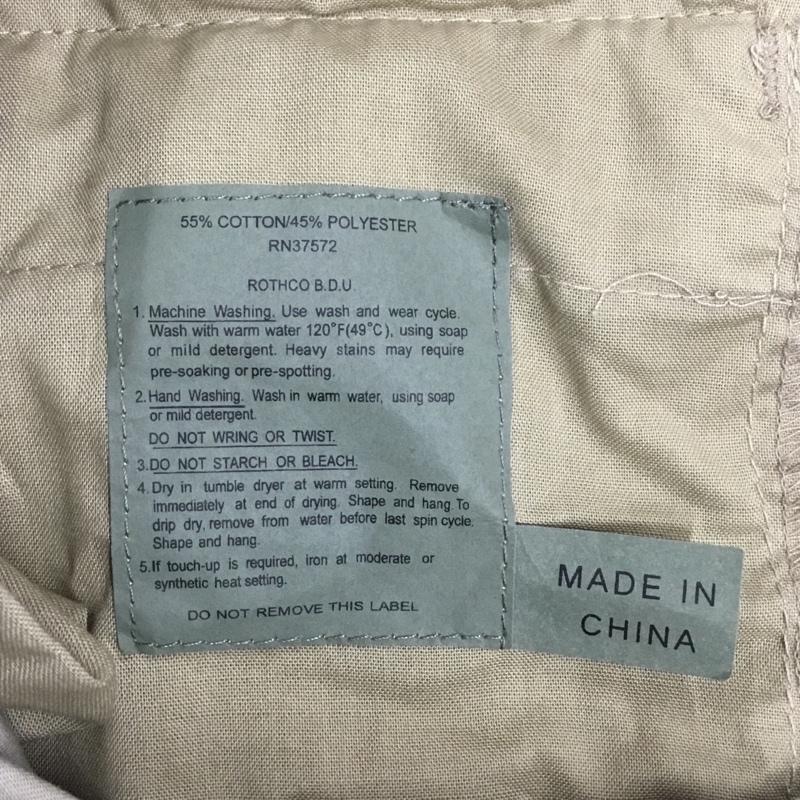 55% COTTON/45% POLYESTER
RN37572
ROTHCO B.D.U.
1. Machine Washing. Use wash and wear cycle.
Wash with warm water 120°F(49°C), using soap
or mild detergent. Heavy stains may require
pre-soaking or pre-spotting.
2. Hand Washing. Wash in warm water, using soap
or mild detergent.
DO NOT WRING OR TWIST.
3. DO NOT STARCH OR BLEACH.
4. Dry in tumble dryer at warm setting. Remove
immediately at end of drying. Shape and hang. To
drip dry, remove from water before last spin cycle.
Shape and hang.
5. If touch-up is required, iron at moderate or
synthetic heat setting.
DO NOT REMOVE THIS LABEL
MADE IN
CHINA